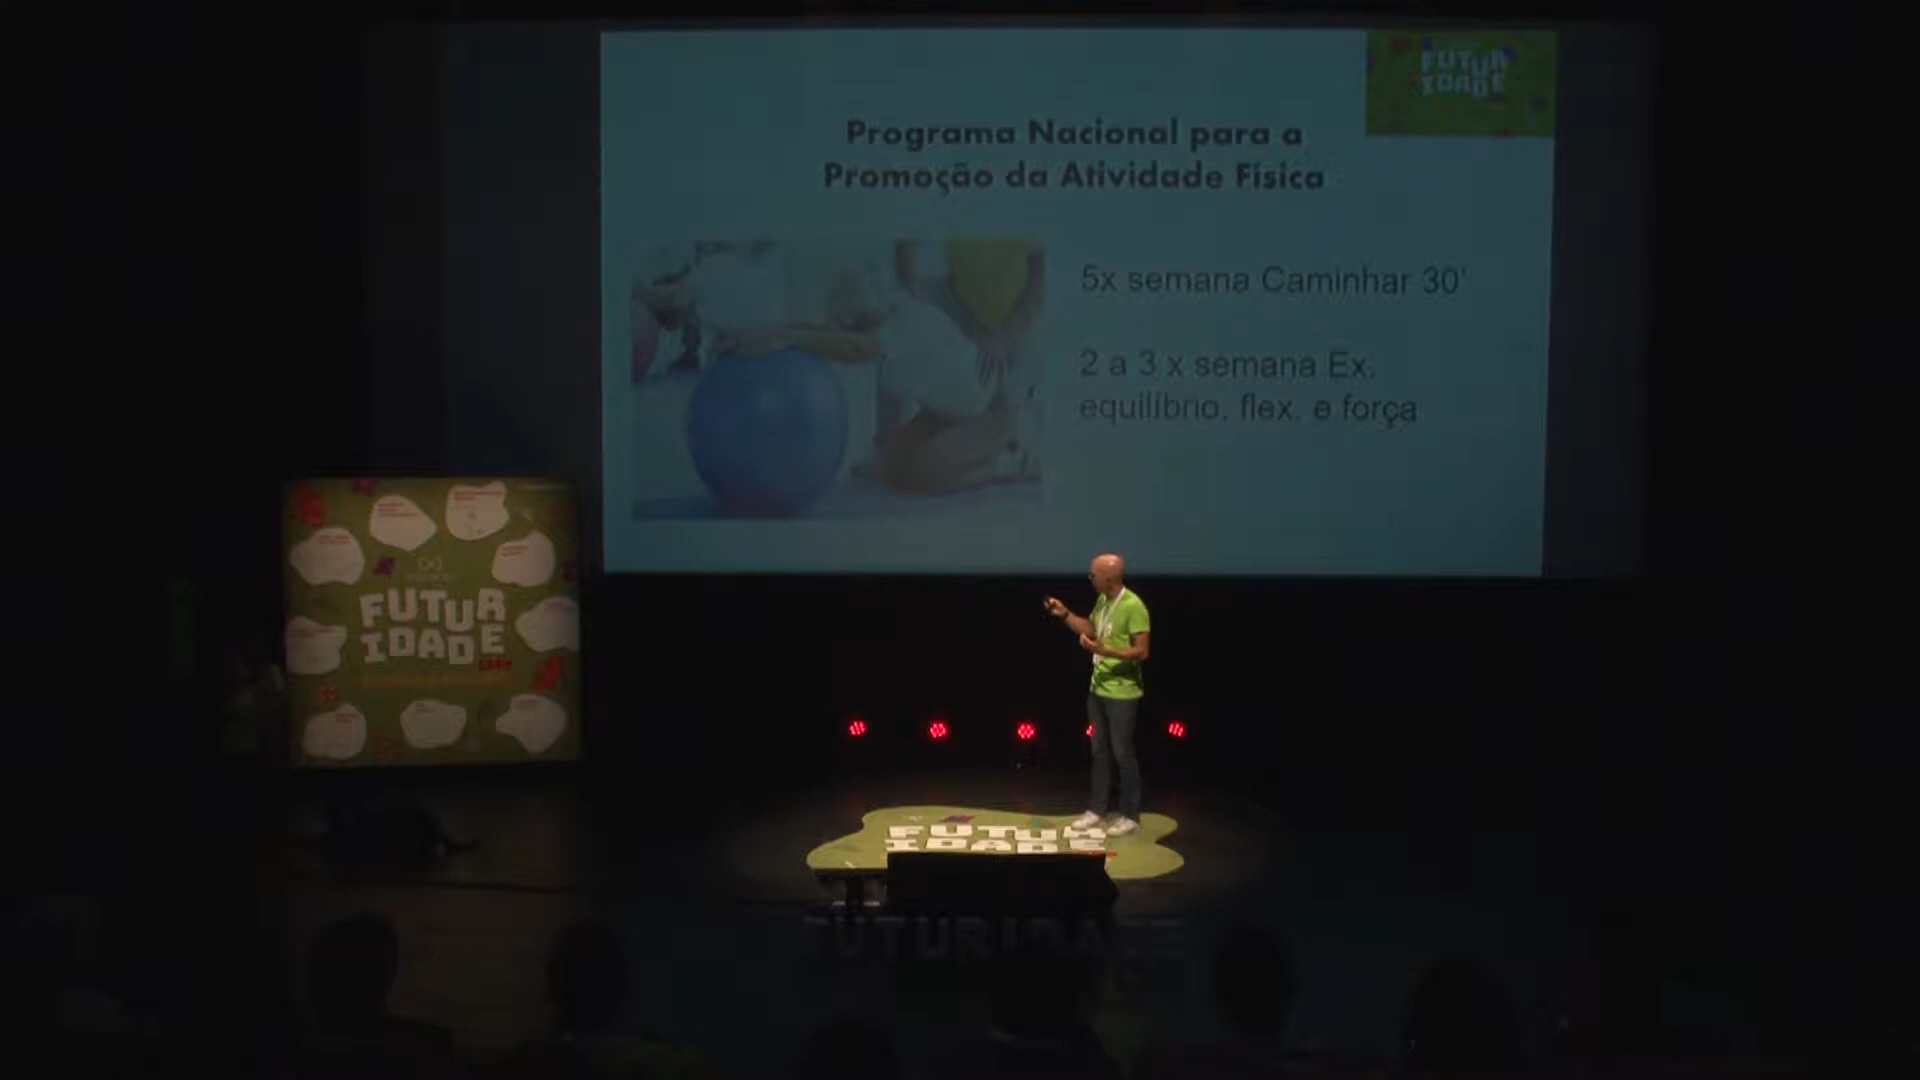 FUTUR
IDADE
Programa Nacional para a
Promoção da Atividade Física
5x semana Caminhar 30'
2 a 3 x semana Ex.
equilíbrio, flex. e força
FUTUR
IDADE
FUTUR
IDADE